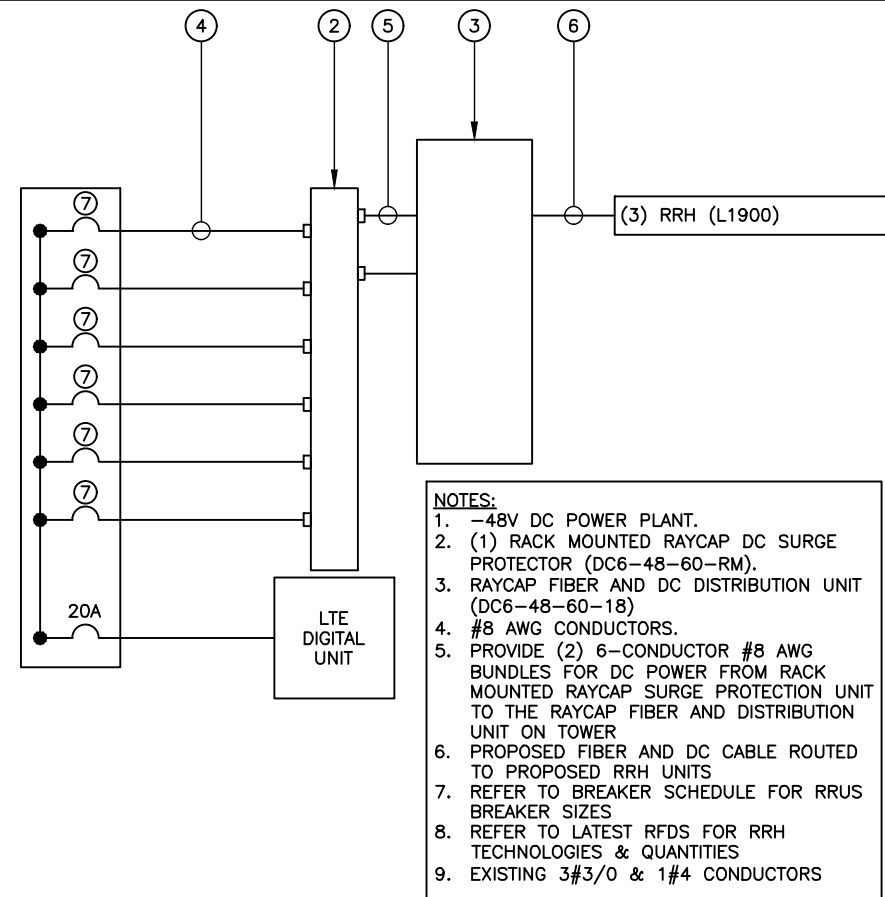 4 2 5 3 6
7
7
7
7
7
7
20A
LTE
DIGITAL
UNIT
(3) RRH (L1900)
NOTES:
1. -48V DC POWER PLANT.
2. (1) RACK MOUNTED RAYCAP DC SURGE
PROTECTOR (DC6-48-60-RM).
3. RAYCAP FIBER AND DC DISTRIBUTION UNIT
(DC6-48-60-18)
4. #8 AWG CONDUCTORS.
5. PROVIDE (2) 6-CONDUCTOR #8 AWG
BUNDLES FOR DC POWER FROM RACK
MOUNTED RAYCAP SURGE PROTECTION UNIT
TO THE RAYCAP FIBER AND DISTRIBUTION
UNIT ON TOWER
6. PROPOSED FIBER AND DC CABLE ROUTED
TO PROPOSED RRH UNITS
7. REFER TO BREAKER SCHEDULE FOR RRUS
BREAKER SIZES
8. REFER TO LATEST RFDS FOR RRH
TECHNOLOGIES & QUANTITIES
9. EXISTING 3#3/0 & 1#4 CONDUCTORS